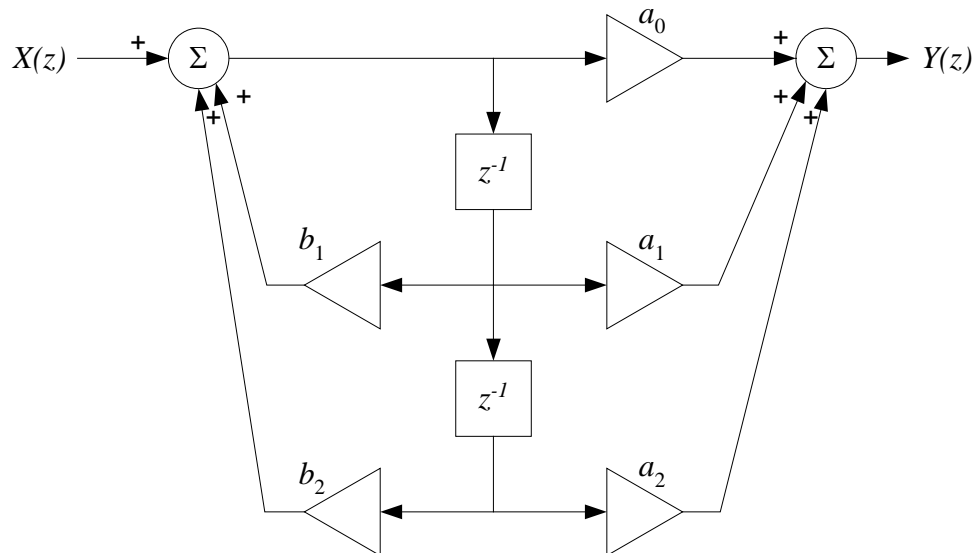 a₀
X(z) + Σ + Σ Y(z)
+ + + +
z⁻¹
b₁ a₁
z⁻¹
b₂ a₂